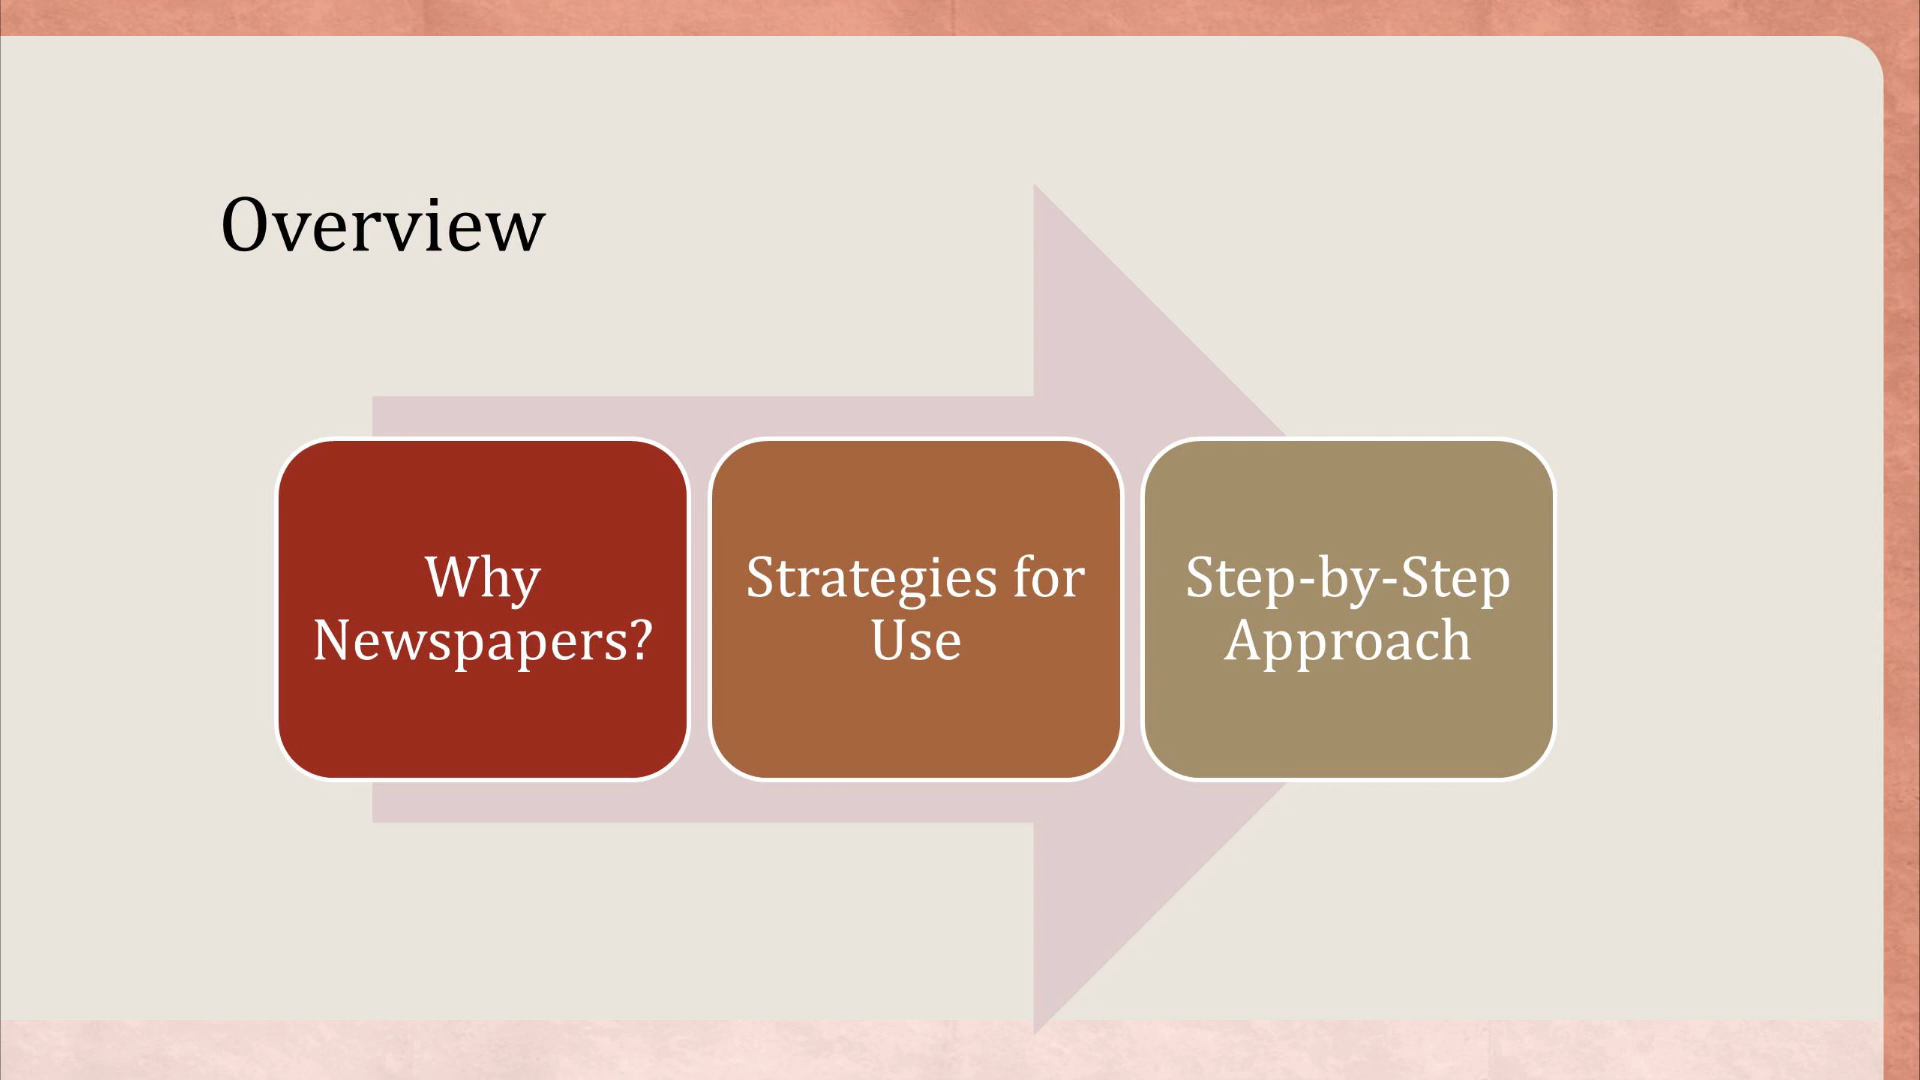 Overview
Why
Newspapers?
Strategies for
Use
Step-by-Step
Approach